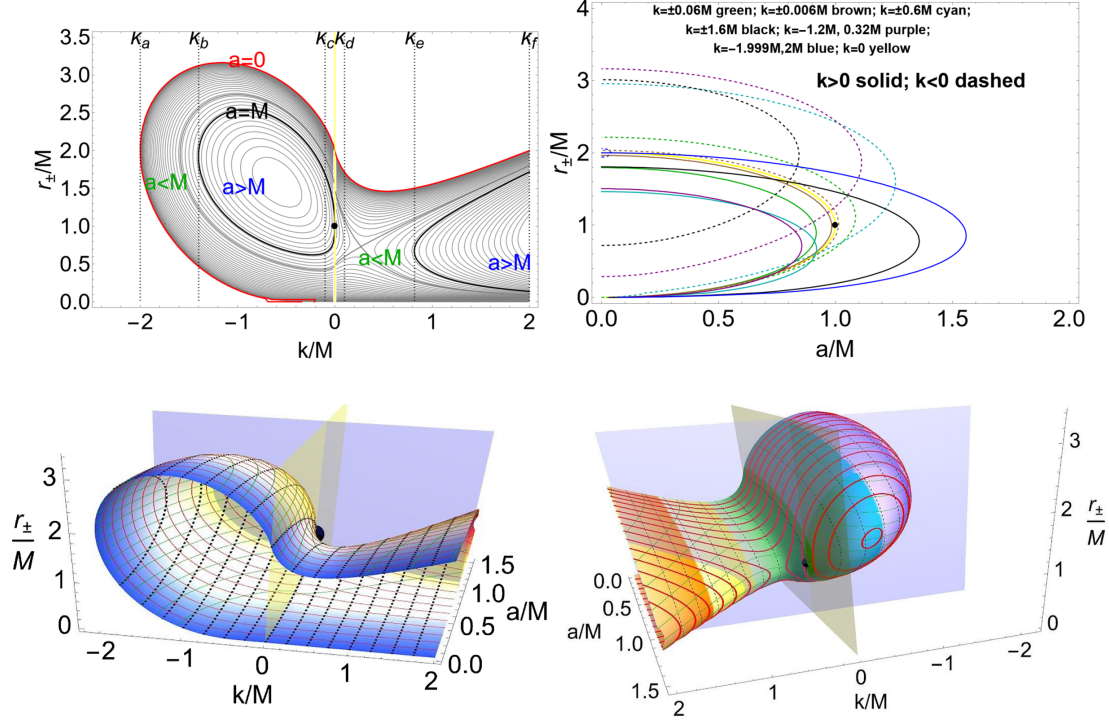 κa κb κc κd κe κf
3.5
3.0
2.5
2.0
1.5
1.0
0.5
0.0
r±/M
a=0
a=M
a<M
a>M
a<M
a>M
−2 −1 0 1 2
k/M
k=±0.06M green; k=±0.006M brown; k=±0.6M cyan;
k=±1.6M black; k=−1.2M, 0.32M purple;
k=−1.999M,2M blue; k=0 yellow
k>0 solid; k<0 dashed
4
3
2
1
0
r±/M
0.0 0.5 1.0 1.5 2.0
a/M
3
2
1
0
r±
M
−2 −1 0 1 2
k/M
1.5
1.0
0.5
0.0
a/M
0.0
0.5
1.0
1.5
a/M
2 1 0 −1 −2
k/M
3
2
1
0
r±
M